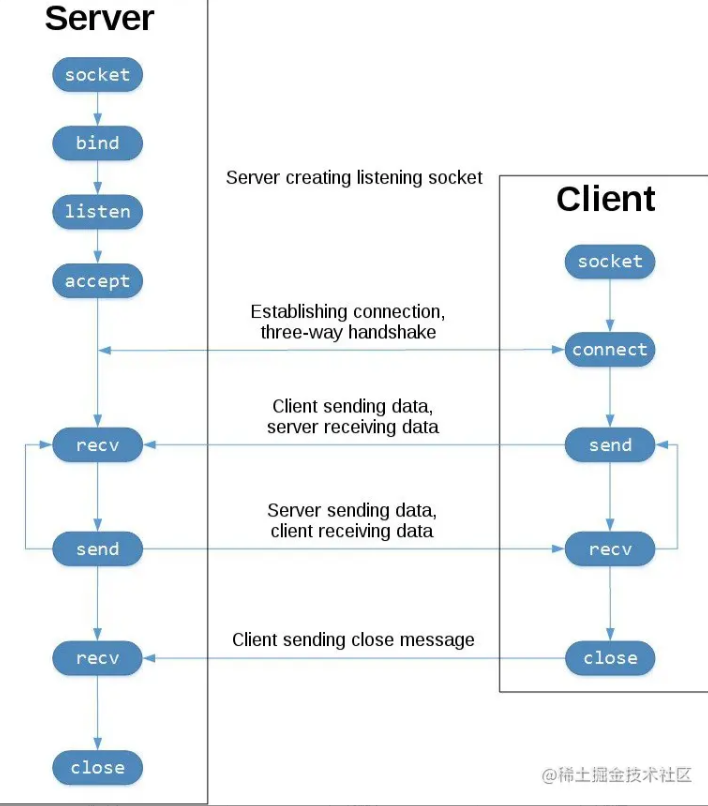 Server
socket
bind
listen
accept
Server creating listening socket
Client
socket
Establishing connection,
three-way handshake
connect
Client sending data,
server receiving data
recv
send
Server sending data,
client receiving data
send
recv
Client sending close message
recv
close
close
@稀土掘金技术社区